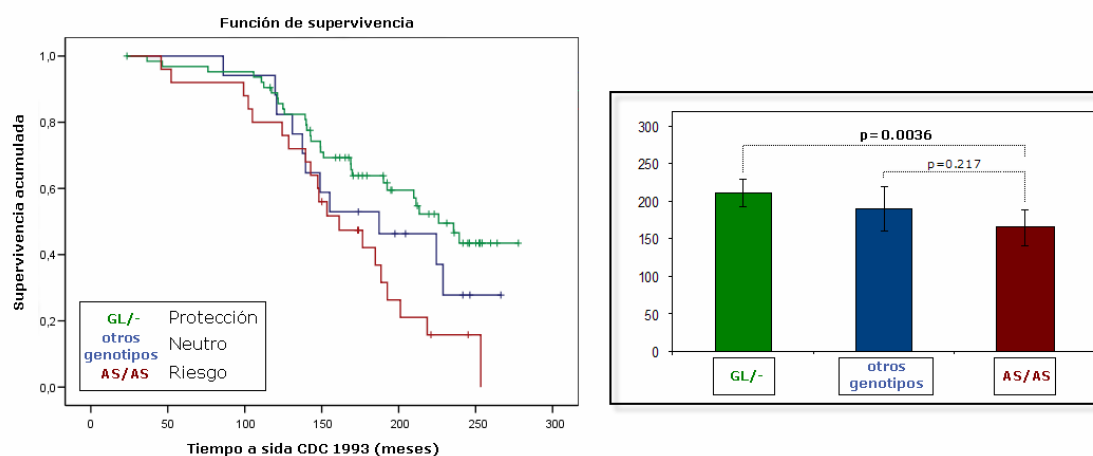 Función de supervivencia
Supervivencia acumulada
1,0
0,8
0,6
0,4
0,2
0,0
GL/- Protección
otros genotipos Neutro
AS/AS Riesgo
0 50 100 150 200 250 300
Tiempo a sida CDC 1993 (meses)
300
250
200
150
100
50
0
p=0.0036
p=0.217
GL/-
otros
genotipos
AS/AS